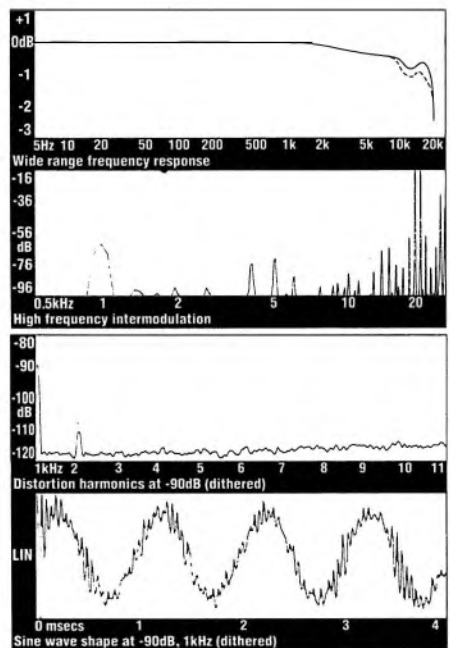 +1
0dB
-1
-2
-3
5Hz 10 20 50 100 200 500 1k 2k 5k 10k 20k
Wide range frequency response
-16
-36
-56
dB
-76
-96
0.5kHz 1 2 5 10 20
High frequency intermodulation
-80
-90
-100
dB
-110
-120
1kHz 2 3 4 5 6 7 8 9 10 11
Distortion harmonics at -90dB (dithered)
LIN
0 msecs 1 2 3 4
Sine wave shape at -90dB, 1kHz (dithered)